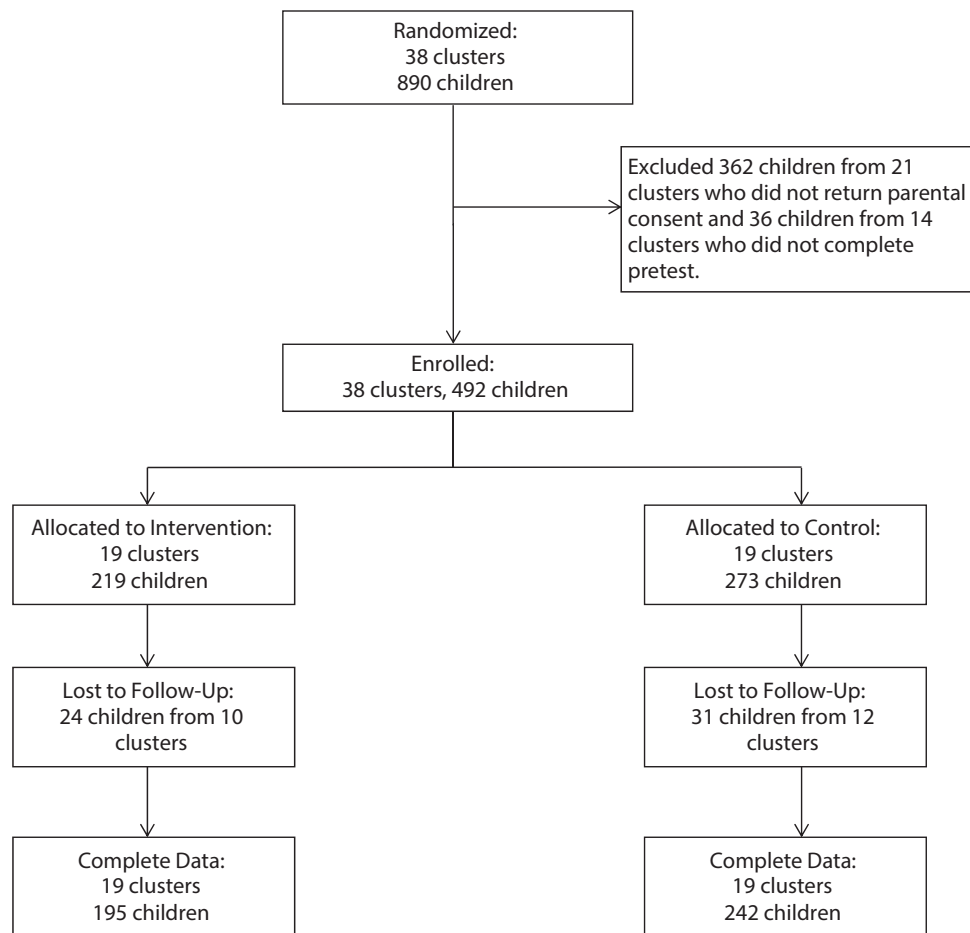 Randomized:
38 clusters
890 children
Excluded 362 children from 21
clusters who did not return parental
consent and 36 children from 14
clusters who did not complete
pretest.
Enrolled:
38 clusters, 492 children
Allocated to Intervention:
19 clusters
219 children
Allocated to Control:
19 clusters
273 children
Lost to Follow-Up:
24 children from 10
clusters
Lost to Follow-Up:
31 children from 12
clusters
Complete Data:
19 clusters
195 children
Complete Data:
19 clusters
242 children